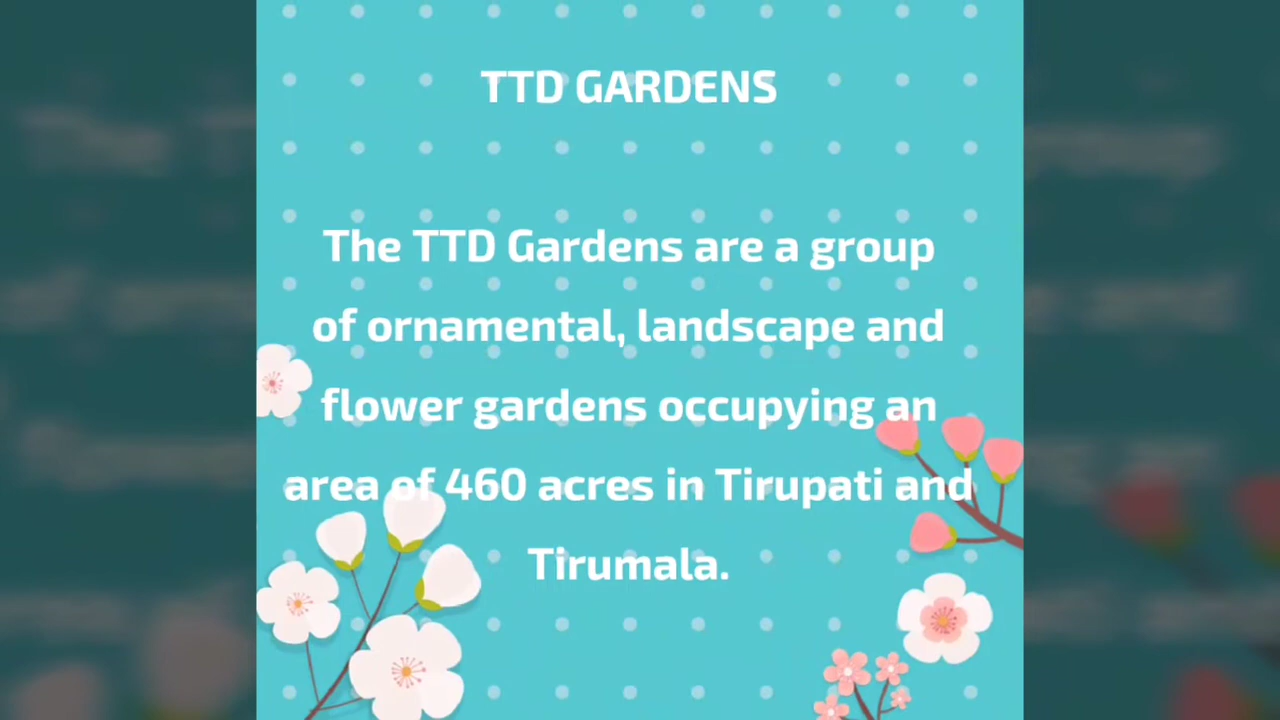 TTD GARDENS
The TTD Gardens are a group
of ornamental, landscape and
flower gardens occupying an
area of 460 acres in Tirupati and
Tirumala.